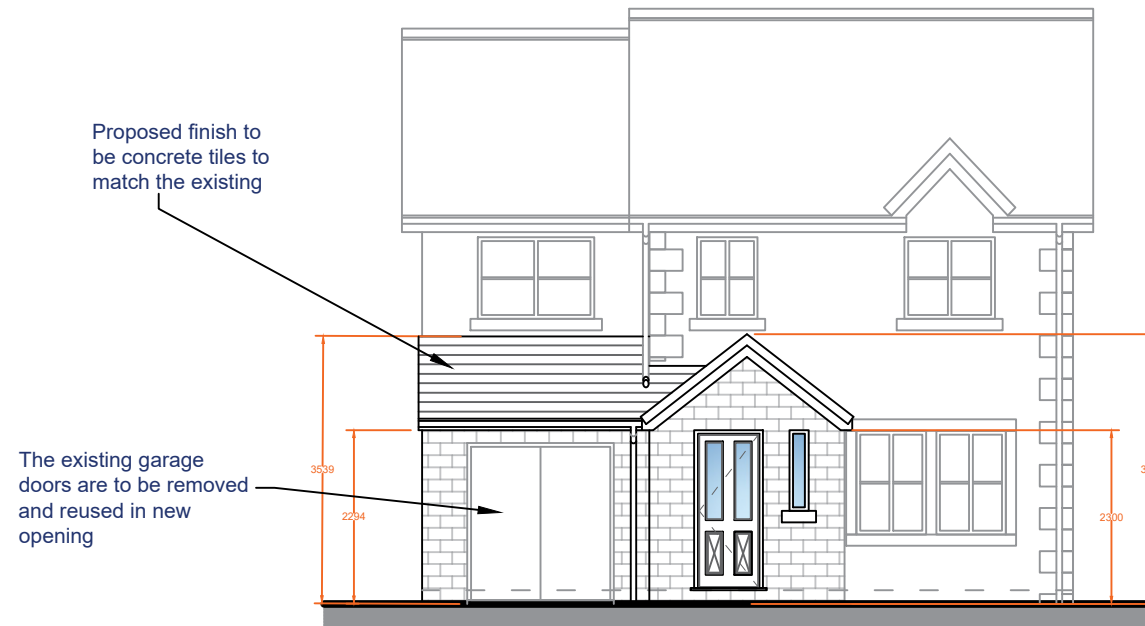 Proposed finish to
be concrete tiles to
match the existing
The existing garage
doors are to be removed
and reused in new
opening
3539
2294
2300